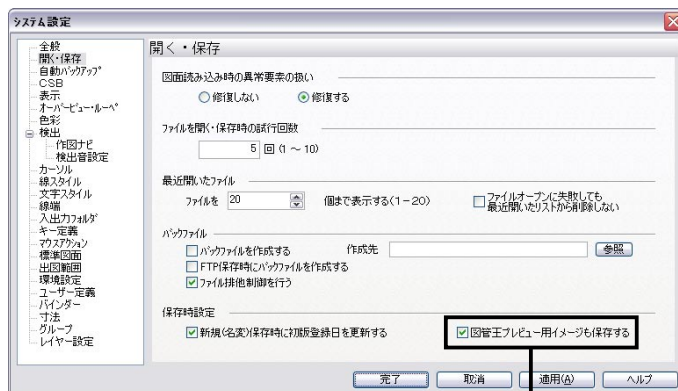 システム設定
全般
開く・保存
自動バックアップ
CSB
表示
オーバービュー・ルーペ
色彩
検出
作図ナビ
検出音設定
カーソル
線スタイル
文字スタイル
線端
入出力フォルダ
キー定義
マウスアクション
標準図面
出図範囲
環境設定
ユーザー定義
バインダー
寸法
グループ
レイヤー設定
開く・保存
図面読み込み時の異常要素の扱い
修復しない 修復する
ファイルを開く・保存時の試行回数
5 回 (1 ～ 10)
最近開いたファイル
ファイルを 20 個まで表示する(1－20) ファイルオープンに失敗しても
最近開いたリストから削除しない
バックファイル
バックファイルを作成する 作成先 参照
FTP保存時にバックファイルを作成する
ファイル排他制御を行う
保存時設定
新規(名変)保存時に初版登録日を更新する 図管王プレビュー用イメージも保存する
完了 取消 適用(A) ヘルプ